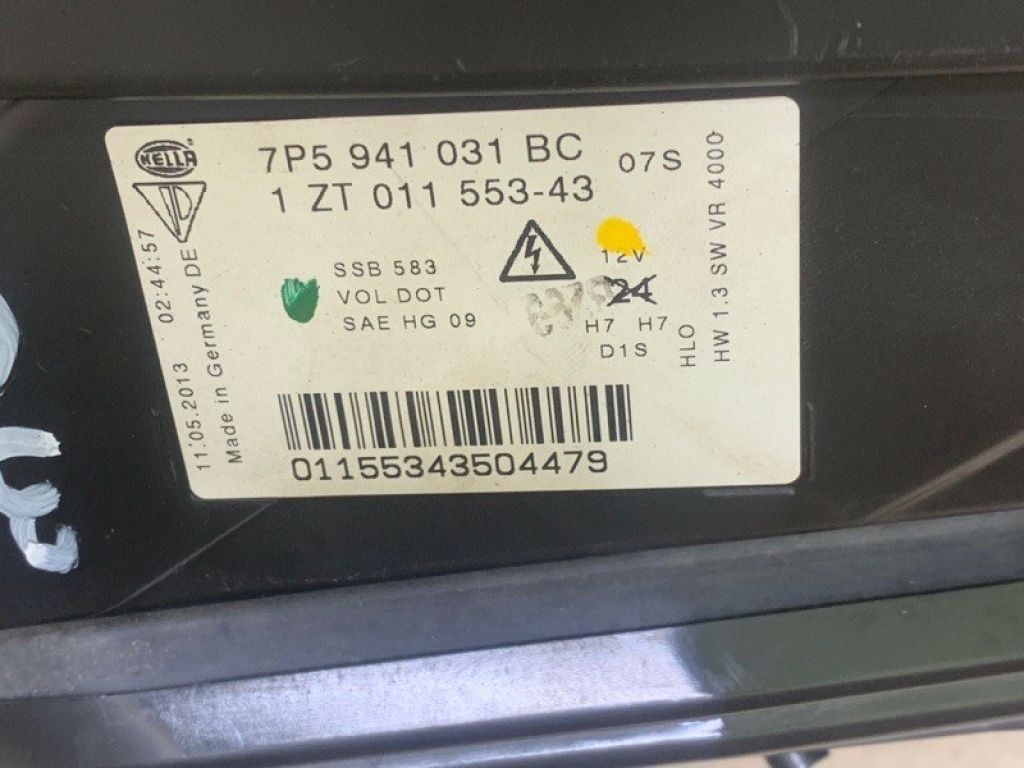 HELLA
7P5 941 031 BC
07S
1 ZT 011 553-43
SSB 583
VOL DOT
SAE HG 09
12V
24
H7 H7
D1S
HLO
HW 1.3 SW VR 4000
11.05.2013 02:44:57
Made in Germany DE
01155343504479